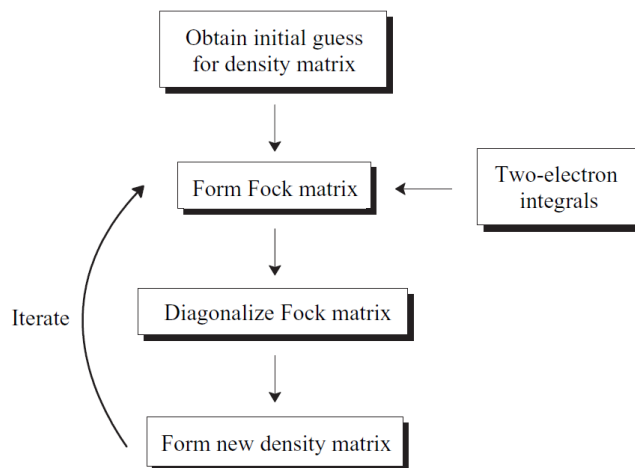 Obtain initial guess
for density matrix
Form Fock matrix
Two-electron
integrals
Diagonalize Fock matrix
Iterate
Form new density matrix